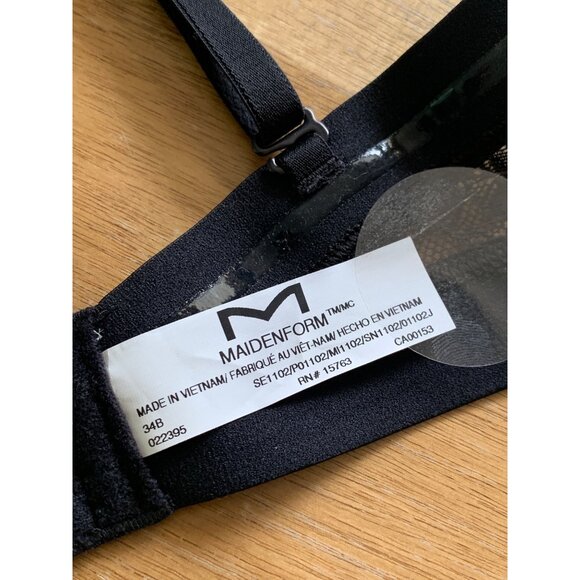 M
MAIDENFORM™/MC
MADE IN VIETNAM/ FABRIQUÉ AU VIÊT-NAM/ HECHO EN VIETNAM
SE1102/P01102/MI1102/SN1102/01102J
34B
RN# 15763
CA00153
022395